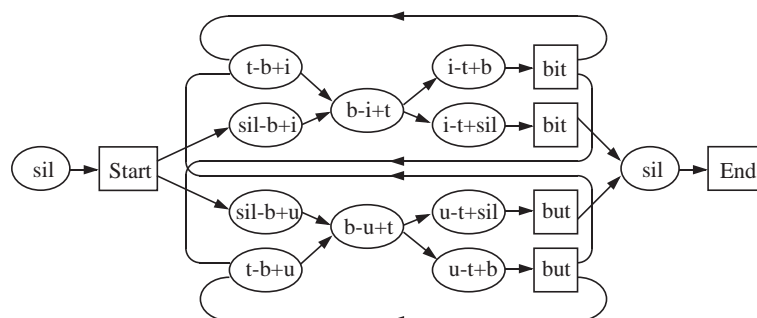 t-b+i
i-t+b
bit
b-i+t
sil-b+i
i-t+sil
bit
sil
Start
sil
End
sil-b+u
u-t+sil
but
b-u+t
t-b+u
u-t+b
but